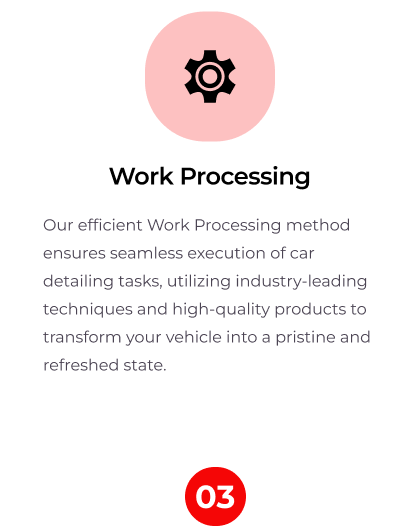 Work Processing
Our efficient Work Processing method
ensures seamless execution of car
detailing tasks, utilizing industry-leading
techniques and high-quality products to
transform your vehicle into a pristine and
refreshed state.
03